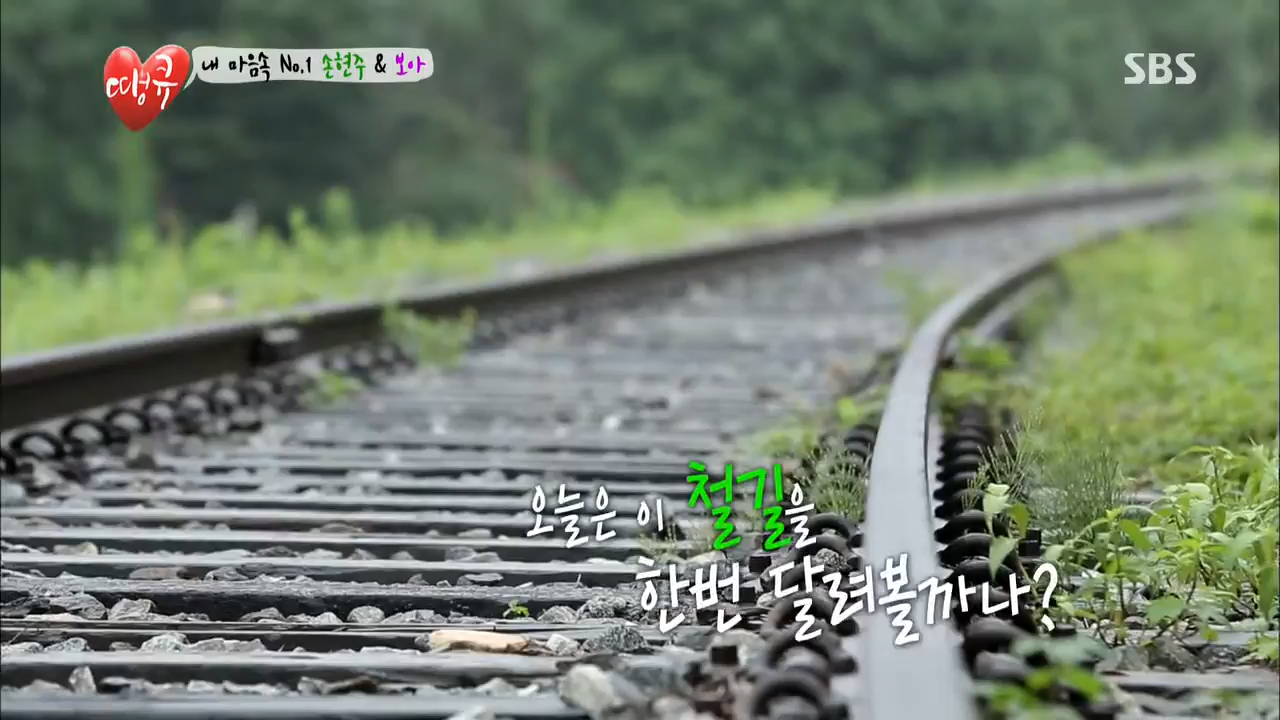 땡큐
내 마음속 No.1 손현주 & 보아
SBS
오늘은 이 철길을
한번 달려볼까나?